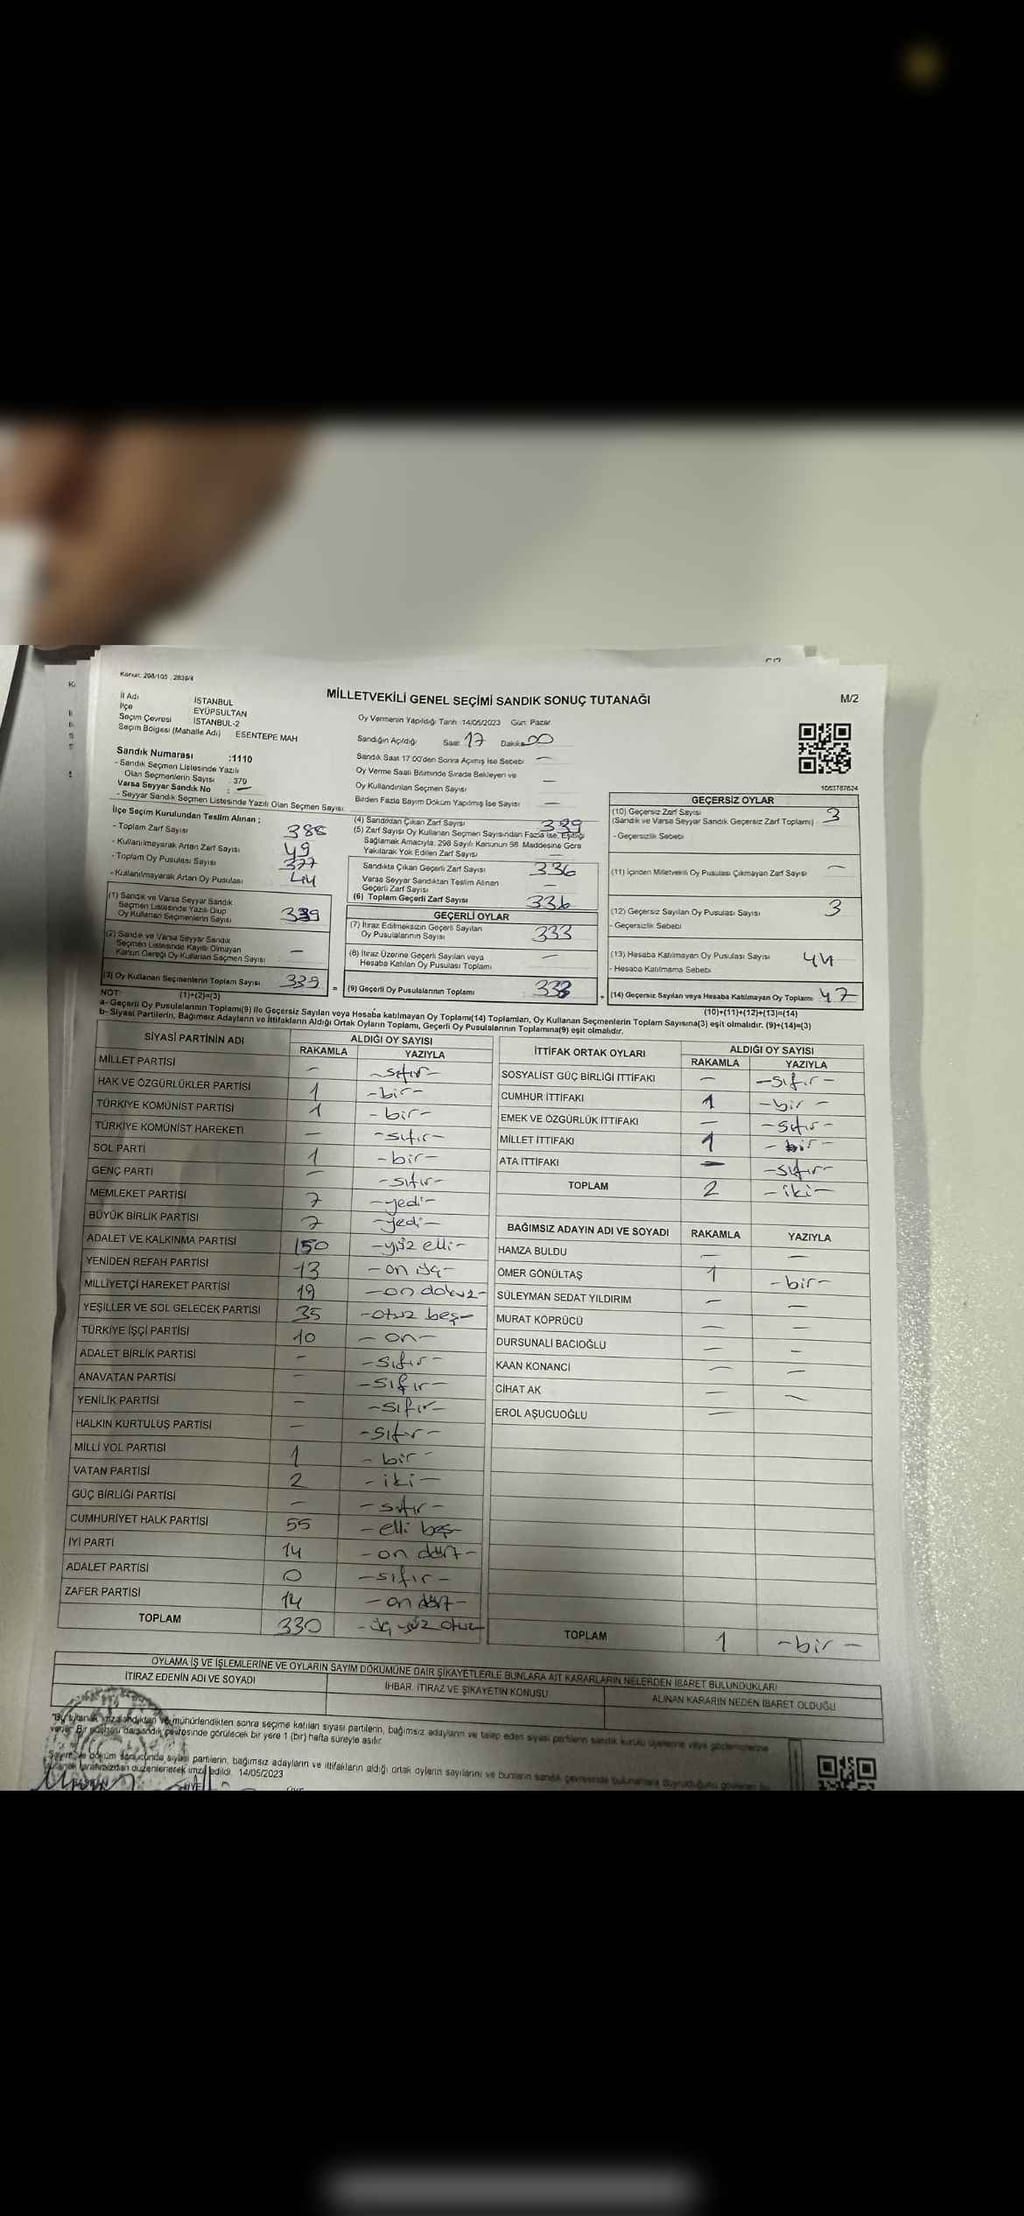 Kanun: 298/105 , 2839/4
MİLLETVEKİLİ GENEL SEÇİMİ SANDIK SONUÇ TUTANAĞI
M/2
İl Adı : İSTANBUL
İlçe : EYÜPSULTAN
Seçim Çevresi : İSTANBUL-2
Seçim Bölgesi (Mahalle Adı) : ESENTEPE MAH
Oy Vermenin Yapıldığı Tarih :14/05/2023 Gün: Pazar
Sandığın Açıldığı Saat 17 Dakika 00
Sandık Saat 17:00'den Sonra Açılmış İse Sebebi —
Oy Verme Saati Bitiminde Sırada Bekleyen ve
Oy Kullandırılan Seçmen Sayısı —
Birden Fazla Sayım Döküm Yapılmış İse Sayısı —
Sandık Numarası :1110
- Sandık Seçmen Listesinde Yazılı
Olan Seçmenlerin Sayısı : 379
Varsa Seyyar Sandık No : —
- Seyyar Sandık Seçmen Listesinde Yazılı Olan Seçmen Sayısı:
İlçe Seçim Kurulundan Teslim Alınan ;
- Toplam Zarf Sayısı
- Kullanılmayarak Artan Zarf Sayısı 49
- Toplam Oy Pusulası Sayısı 377
- Kullanılmayarak Artan Oy Pusulası 44
(1) Sandık ve Varsa Seyyar Sandık
Seçmen Listesinde Yazılı Olup
Oy Kullanan Seçmenlerin Sayısı 339
(2) Sandık ve Varsa Seyyar Sandık
Seçmen Listesinde Kayıtlı Olmayan
Kanun Gereği Oy Kullanan Seçmen Sayısı —
(3) Oy Kullanan Seçmenlerin Toplam Sayısı 339
(4) Sandıktan Çıkan Zarf Sayısı 339
(5) Zarf Sayısı Oy Kullanan Seçmen Sayısından Fazla ise, Eşitliği
Sağlamak Amacıyla, 298 Sayılı Kanunun 98. Maddesine Göre
Yakılarak Yok Edilen Zarf Sayısı —
Sandıkta Çıkan Geçerli Zarf Sayısı 336
Varsa Seyyar Sandıktan Teslim Alınan
Geçerli Zarf Sayısı —
(6) Toplam Geçerli Zarf Sayısı 336
GEÇERLİ OYLAR
(7) İtiraz Edilmeksizin Geçerli Sayılan
Oy Pusulalarının Sayısı 333
(8) İtiraz Üzerine Geçerli Sayılan veya
Hesaba Katılan Oy Pusulası Toplamı —
= (9) Geçerli Oy Pusulalarının Toplamı 333
1053787624
GEÇERSİZ OYLAR
(10) Geçersiz Zarf Sayısı 3
(Sandık ve Varsa Seyyar Sandık Geçersiz Zarf Toplamı)
- Geçersizlik Sebebi
(11) İçinden Milletvekili Oy Pusulası Çıkmayan Zarf Sayısı —
(12) Geçersiz Sayılan Oy Pusulası Sayısı 3
- Geçersizlik Sebebi
(13) Hesaba Katılmayan Oy Pusulası Sayısı 44
- Hesaba Katılmama Sebebi
+ (14) Geçersiz Sayılan veya Hesaba Katılmayan Oy Toplamı 47
NOT: (1)+(2)=(3) (10)+(11)+(12)+(13)=(14)
a- Geçerli Oy Pusulalarının Toplamı(9) ile Geçersiz Sayılan veya Hesaba katılmayan Oy Toplamı(14) Toplamları, Oy Kullanan Seçmenlerin Toplam Sayısına(3) eşit olmalıdır. (9)+(14)=(3)
b- Siyasi Partilerin, Bağımsız Adayların ve İttifakların Aldığı Ortak Oyların Toplamı, Geçerli Oy Pusulalarının Toplamına(9) eşit olmalıdır.
SİYASİ PARTİNİN ADI ALDIĞI OY SAYISI
RAKAMLA YAZIYLA
MİLLET PARTİSİ — -sıfır-
HAK VE ÖZGÜRLÜKLER PARTİSİ 1 -bir-
TÜRKİYE KOMÜNİST PARTİSİ 1 -bir-
TÜRKİYE KOMÜNİST HAREKETİ — -sıfır-
SOL PARTİ 1 -bir-
GENÇ PARTİ — -sıfır-
MEMLEKET PARTİSİ 7 -yedi-
BÜYÜK BİRLİK PARTİSİ 7 -yedi-
ADALET VE KALKINMA PARTİSİ 150 -yüz elli-
YENİDEN REFAH PARTİSİ 13 -on üç-
MİLLİYETÇİ HAREKET PARTİSİ 19 -on dokuz-
YEŞİLLER VE SOL GELECEK PARTİSİ 35 -otuz beş-
TÜRKİYE İŞÇİ PARTİSİ 10 -on-
ADALET BİRLİK PARTİSİ — -sıfır-
ANAVATAN PARTİSİ — -sıfır-
YENİLİK PARTİSİ — -sıfır-
HALKIN KURTULUŞ PARTİSİ — -sıfır-
MİLLİ YOL PARTİSİ 1 -bir-
VATAN PARTİSİ 2 -iki-
GÜÇ BİRLİĞİ PARTİSİ — -sıfır-
CUMHURİYET HALK PARTİSİ 55 -elli beş-
İYİ PARTİ 14 -on dört-
ADALET PARTİSİ 0 -sıfır-
ZAFER PARTİSİ 14 -on dört-
TOPLAM 330 -üç yüz otuz-
İTTİFAK ORTAK OYLARI ALDIĞI OY SAYISI
RAKAMLA YAZIYLA
SOSYALİST GÜÇ BİRLİĞİ İTTİFAKI — -sıfır-
CUMHUR İTTİFAKI 1 -bir-
EMEK VE ÖZGÜRLÜK İTTİFAKI — -sıfır-
MİLLET İTTİFAKI 1 -bir-
ATA İTTİFAKI — -sıfır-
TOPLAM 2 -iki-
BAĞIMSIZ ADAYIN ADI VE SOYADI RAKAMLA YAZIYLA
HAMZA BULDU — —
ÖMER GÖNÜLTAŞ 1 -bir-
SÜLEYMAN SEDAT YILDIRIM — —
MURAT KÖPRÜCÜ — —
DURSUNALİ BACIOĞLU — —
KAAN KONANCİ — —
CİHAT AK — —
EROL AŞUCUOĞLU —
TOPLAM 1 -bir-
OYLAMA İŞ VE İŞLEMLERİNE VE OYLARIN SAYIM DÖKÜMÜNE DAİR ŞİKAYETLERLE BUNLARA AİT KARARLARIN NELERDEN İBARET BULUNDUKLARI
İTİRAZ EDENİN ADI VE SOYADI İHBAR, İTİRAZ VE ŞİKAYETİN KONUSU ALINAN KARARIN NEDEN İBARET OLDUĞU
mühürlendikten sonra seçime katılan siyasi partilerin, bağımsız adayların ve talep eden siyasi partilerin sandık kurulu üyelerine veya gözlemcilerine
çevresinde görülecek bir yere 1 (bir) hafta süreyle asılır.
döküm sonucunda siyasi partilerin, bağımsız adayların ve ittifakların aldığı ortak oyların sayılarını ve bunların sandık çevresinde
düzenlenerek imza edildi. 14/05/2023